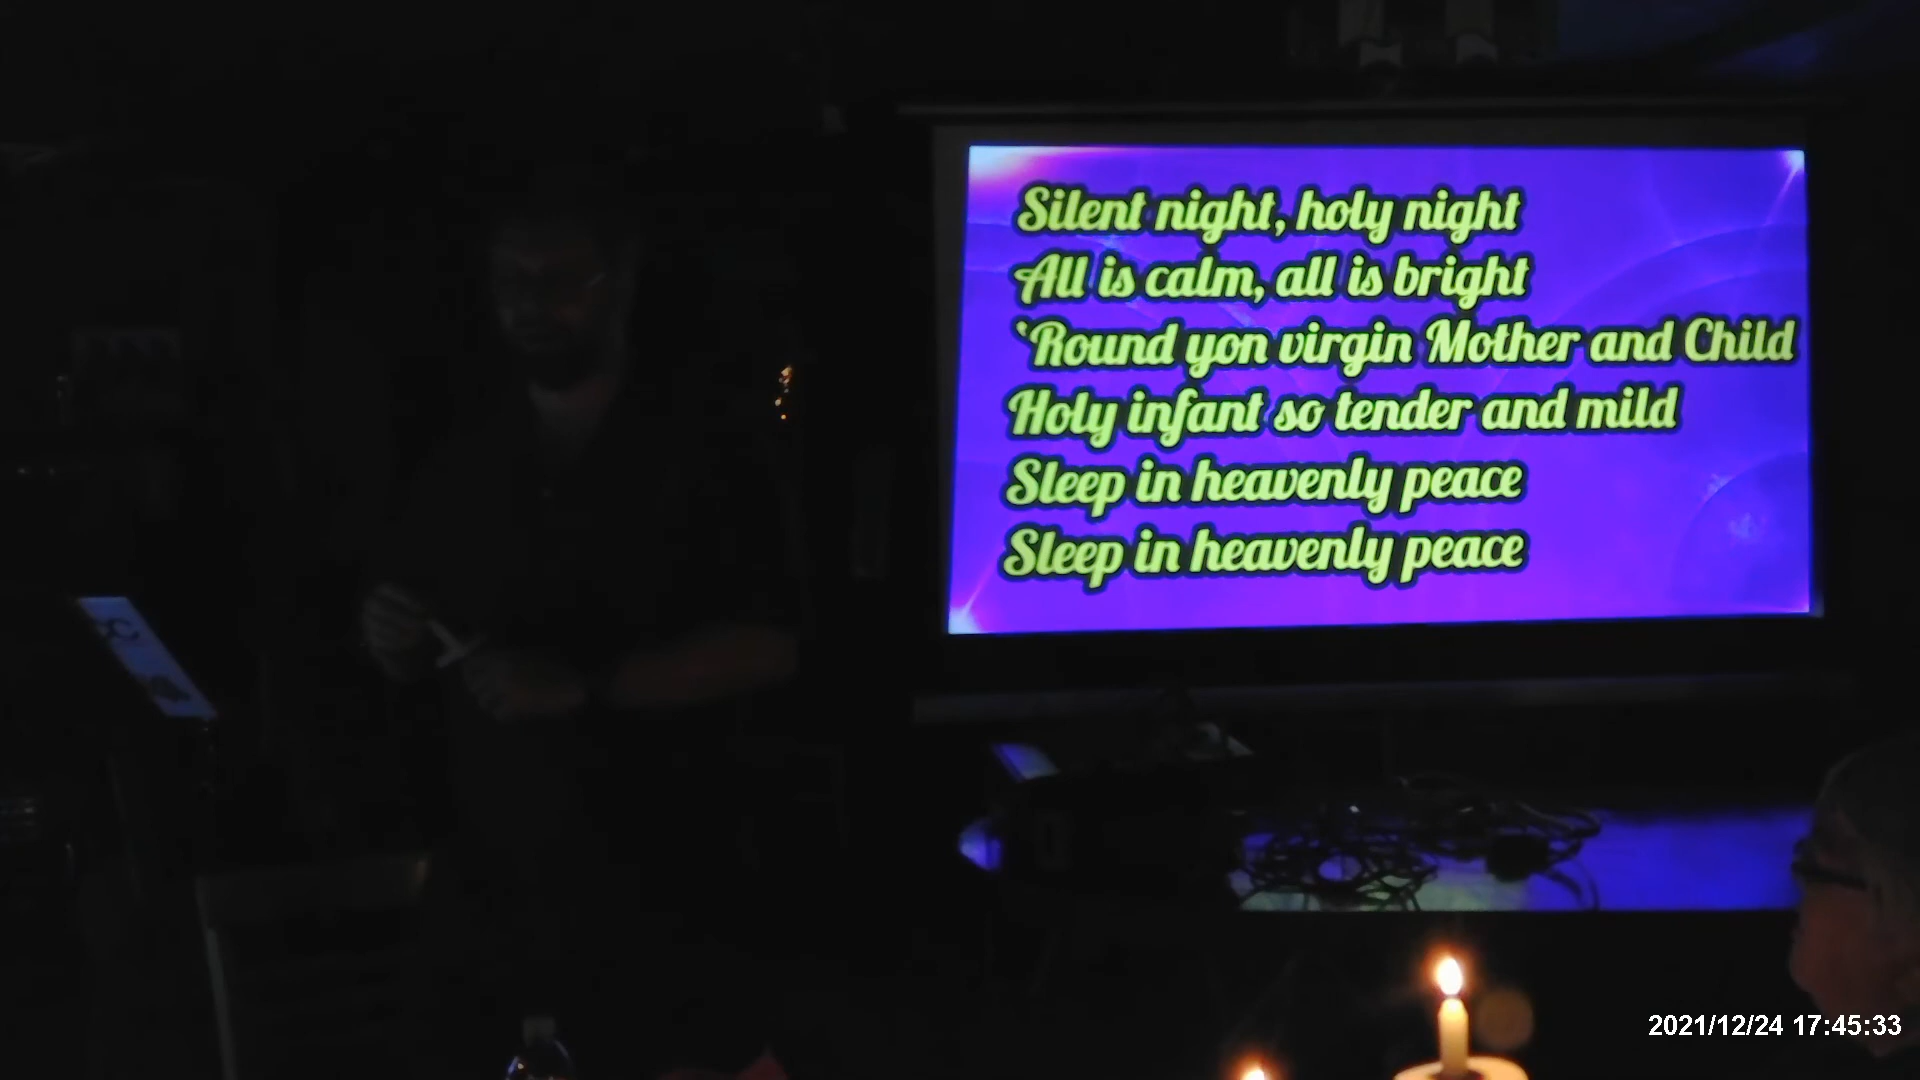 Silent night, holy night
All is calm, all is bright
‘Round yon virgin Mother and Child
Holy infant so tender and mild
Sleep in heavenly peace
Sleep in heavenly peace
2021/12/24 17:45:33